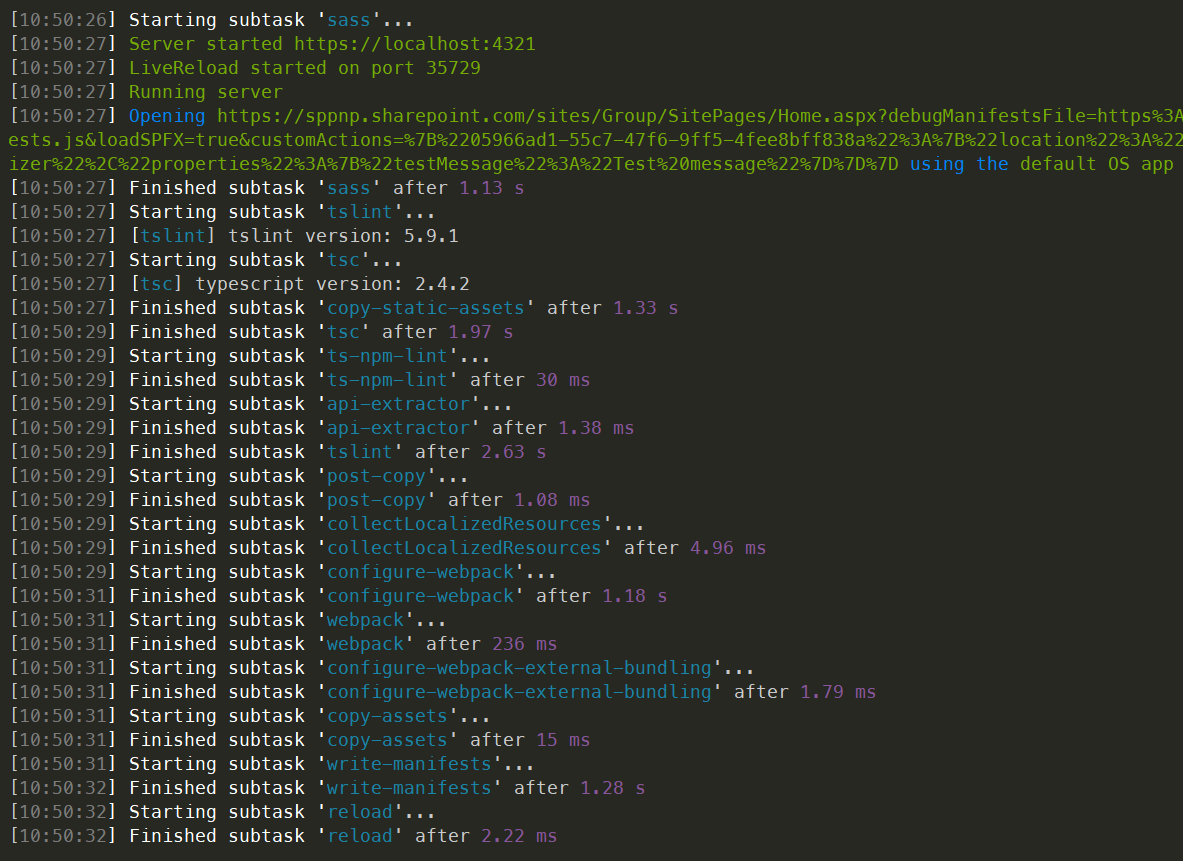 [10:50:26] Starting subtask 'sass'...
[10:50:27] Server started https://localhost:4321
[10:50:27] LiveReload started on port 35729
[10:50:27] Running server
[10:50:27] Opening https://sppnp.sharepoint.com/sites/Group/SitePages/Home.aspx?debugManifestsFile=https%3A
ests.js&loadSPFX=true&customActions=%7B%2205966ad1-55c7-47f6-9ff5-4fee8bff838a%22%3A%7B%22location%22%3A%22
izer%22%2C%22properties%22%3A%7B%22testMessage%22%3A%22Test%20message%22%7D%7D%7D using the default OS app
[10:50:27] Finished subtask 'sass' after 1.13 s
[10:50:27] Starting subtask 'tslint'...
[10:50:27] [tslint] tslint version: 5.9.1
[10:50:27] Starting subtask 'tsc'...
[10:50:27] [tsc] typescript version: 2.4.2
[10:50:27] Finished subtask 'copy-static-assets' after 1.33 s
[10:50:29] Finished subtask 'tsc' after 1.97 s
[10:50:29] Starting subtask 'ts-npm-lint'...
[10:50:29] Finished subtask 'ts-npm-lint' after 30 ms
[10:50:29] Starting subtask 'api-extractor'...
[10:50:29] Finished subtask 'api-extractor' after 1.38 ms
[10:50:29] Finished subtask 'tslint' after 2.63 s
[10:50:29] Starting subtask 'post-copy'...
[10:50:29] Finished subtask 'post-copy' after 1.08 ms
[10:50:29] Starting subtask 'collectLocalizedResources'...
[10:50:29] Finished subtask 'collectLocalizedResources' after 4.96 ms
[10:50:29] Starting subtask 'configure-webpack'...
[10:50:31] Finished subtask 'configure-webpack' after 1.18 s
[10:50:31] Starting subtask 'webpack'...
[10:50:31] Finished subtask 'webpack' after 236 ms
[10:50:31] Starting subtask 'configure-webpack-external-bundling'...
[10:50:31] Finished subtask 'configure-webpack-external-bundling' after 1.79 ms
[10:50:31] Starting subtask 'copy-assets'...
[10:50:31] Finished subtask 'copy-assets' after 15 ms
[10:50:31] Starting subtask 'write-manifests'...
[10:50:32] Finished subtask 'write-manifests' after 1.28 s
[10:50:32] Starting subtask 'reload'...
[10:50:32] Finished subtask 'reload' after 2.22 ms